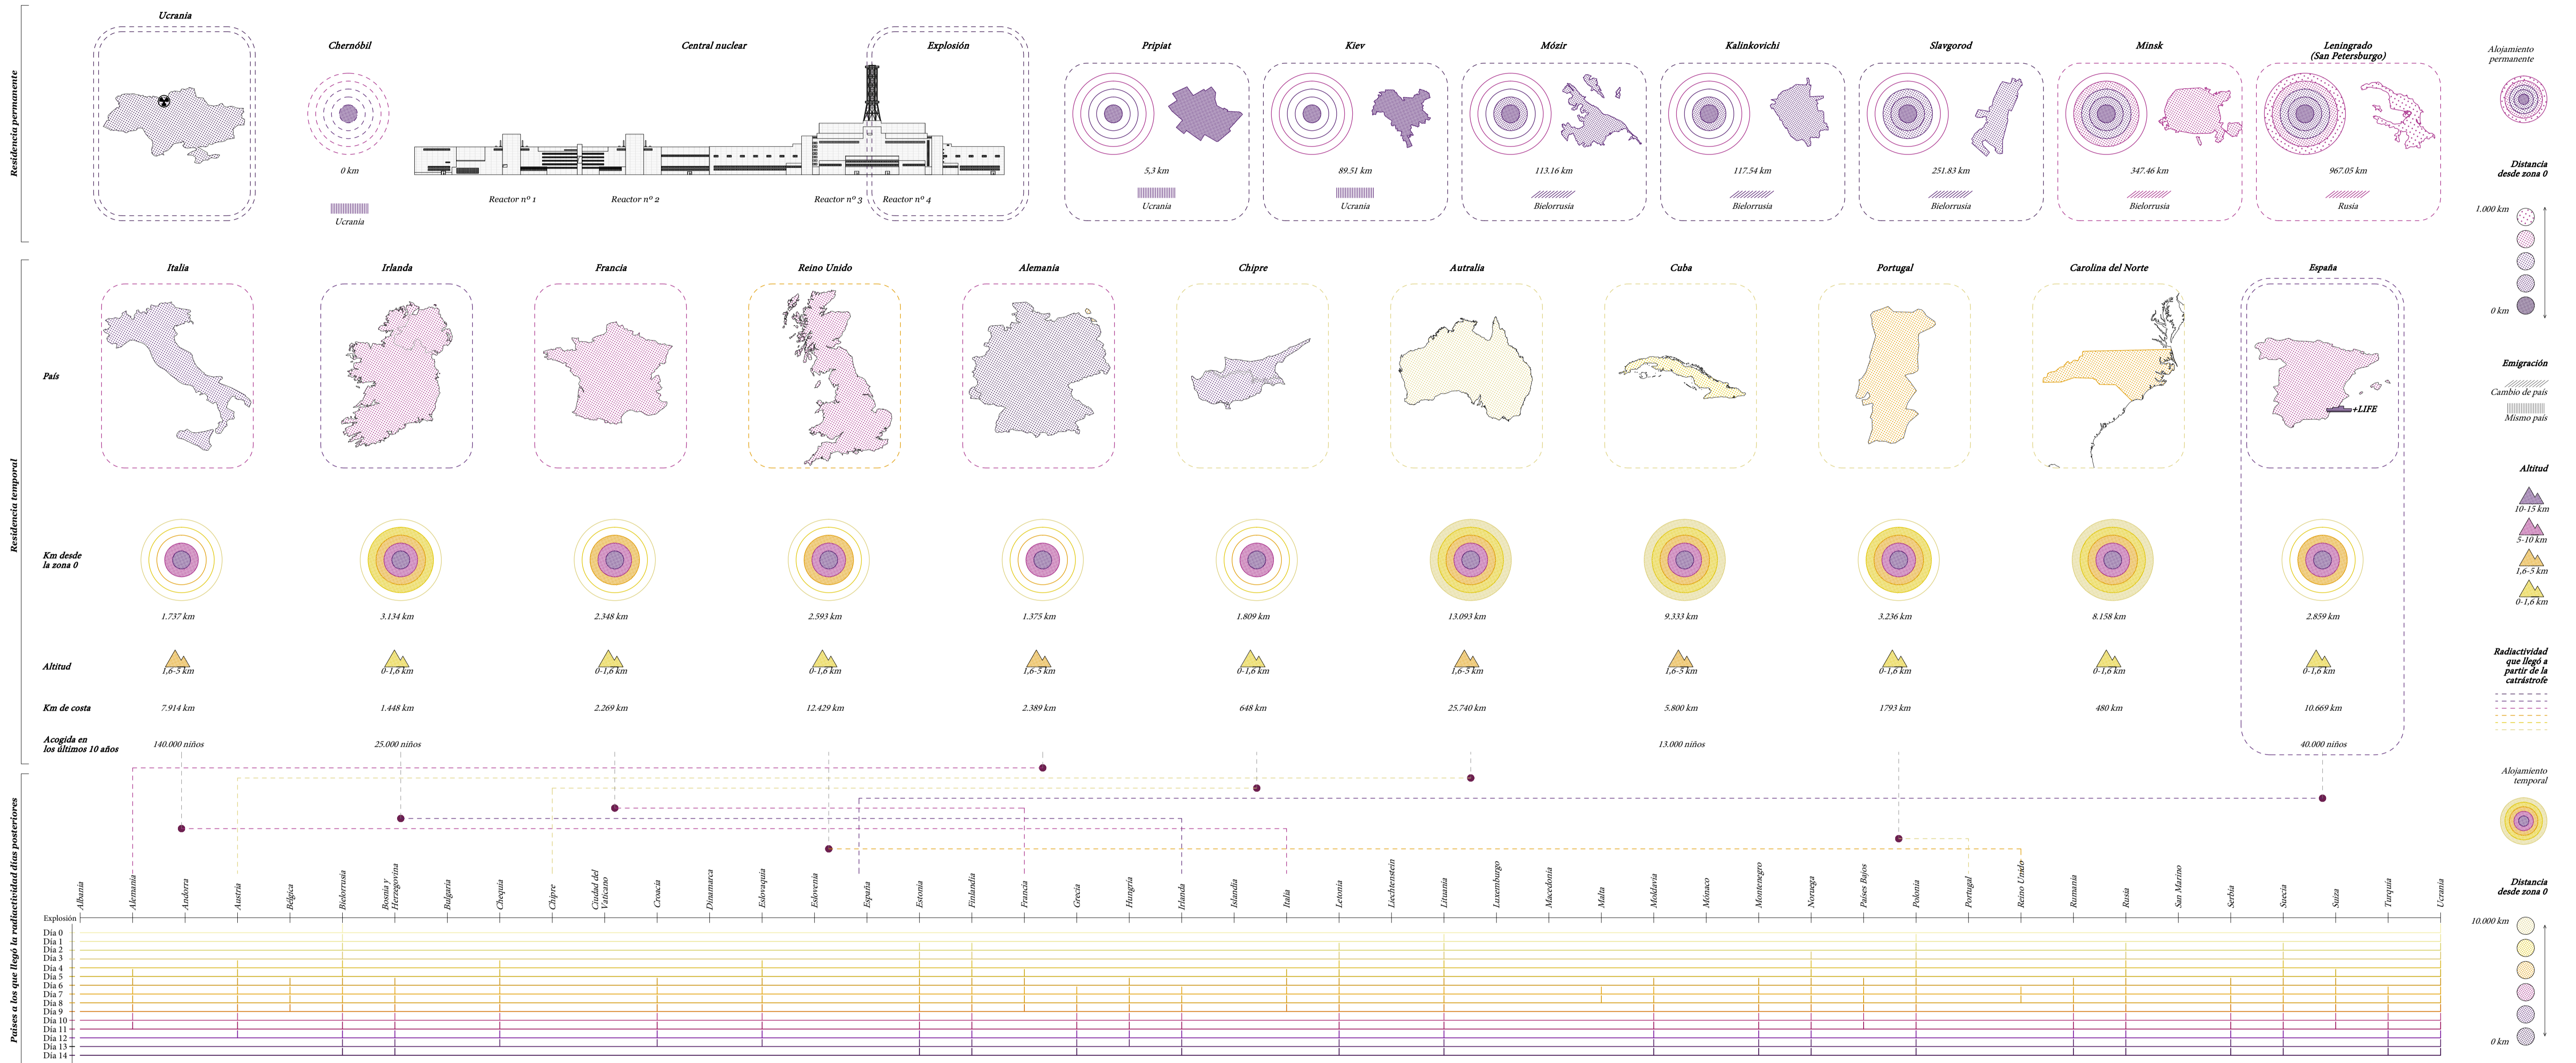 Residencia permanente
Ucrania
Chernóbil
0 km
Ucrania
Central nuclear
Explosión
Reactor nº 1
Reactor nº 2
Reactor nº 3
Reactor nº 4
Pripiat
5,3 km
Ucrania
Kiev
89.51 km
Ucrania
Mózir
113.16 km
Bielorrusia
Kalinkovichi
117.54 km
Bielorrusia
Slavgorod
251.83 km
Bielorrusia
Minsk
347.46 km
Bielorrusia
Leningrado
(San Petersburgo)
967.05 km
Rusia
Alojamiento
permanente
Distancia
desde zona 0
1.000 km
0 km
Emigración
Cambio de país
Mismo país
Altitud
10-15 km
5-10 km
1,6-5 km
0-1,6 km
Radiactividad
que llegó a
partir de la
catrástrofe
Alojamiento
temporal
Distancia
desde zona 0
10.000 km
0 km
Residencia temporal
País
Italia
Irlanda
Francia
Reino Unido
Alemania
Chipre
Autralia
Cuba
Portugal
Carolina del Norte
España
+LIFE
Km desde
la zona 0
1.737 km
3.134 km
2.348 km
2.593 km
1.375 km
1.809 km
13.093 km
9.333 km
3.236 km
8.158 km
2.859 km
Altitud
1,6-5 km
0-1,6 km
0-1,6 km
0-1,6 km
1,6-5 km
0-1,6 km
1,6-5 km
1,6-5 km
0-1,6 km
0-1,6 km
0-1,6 km
Km de costa
7.914 km
1.448 km
2.269 km
12.429 km
2.389 km
648 km
25.740 km
5.800 km
1793 km
480 km
10.669 km
Acogida en
los últimos 10 años
140.000 niños
25.000 niños
13.000 niños
40.000 niños
Países a los que llegó la radiactividad días posteriores
Albania
Alemania
Andorra
Austria
Bélgica
Bielorrusia
Bosnia y
Herzegovina
Bulgaria
Chequia
Chipre
Ciudad del
Vaticano
Croacia
Dinamarca
Eslovaquia
Eslovenia
España
Estonia
Finlandia
Francia
Grecia
Hungría
Irlanda
Islandia
Italia
Letonia
Liechtenstein
Lituania
Luxemburgo
Macedonia
Malta
Moldavia
Mónaco
Montenegro
Noruega
Países Bajos
Polonia
Portugal
Reino Unido
Rumania
Rusia
San Marino
Serbia
Suecia
Suiza
Turquía
Ucrania
Explosión
Día 0
Día 1
Día 2
Día 3
Día 4
Día 5
Día 6
Día 7
Día 8
Día 9
Día 10
Día 11
Día 12
Día 13
Día 14